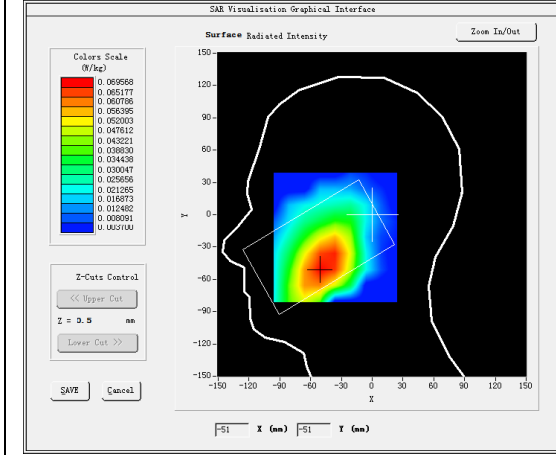 SAR Visualisation Graphical Interface
Surface Radiated Intensity
Zoom In/Out
Colors Scale
(W/kg)
0.069568
0.065177
0.060786
0.056395
0.052003
0.047612
0.043221
0.038830
0.034438
0.030047
0.025656
0.021265
0.016873
0.012482
0.008091
0.003700
150
120
90
60
30
0
-30
-60
-90
-120
-150
Y
-150 -120 -90 -60 -30 0 30 60 90 120 150
X
Z-Cuts Control
<< Upper Cut
Z = 0.5 mm
Lower Cut >>
SAVE Cancel
-51 X (mm) -51 Y (mm)